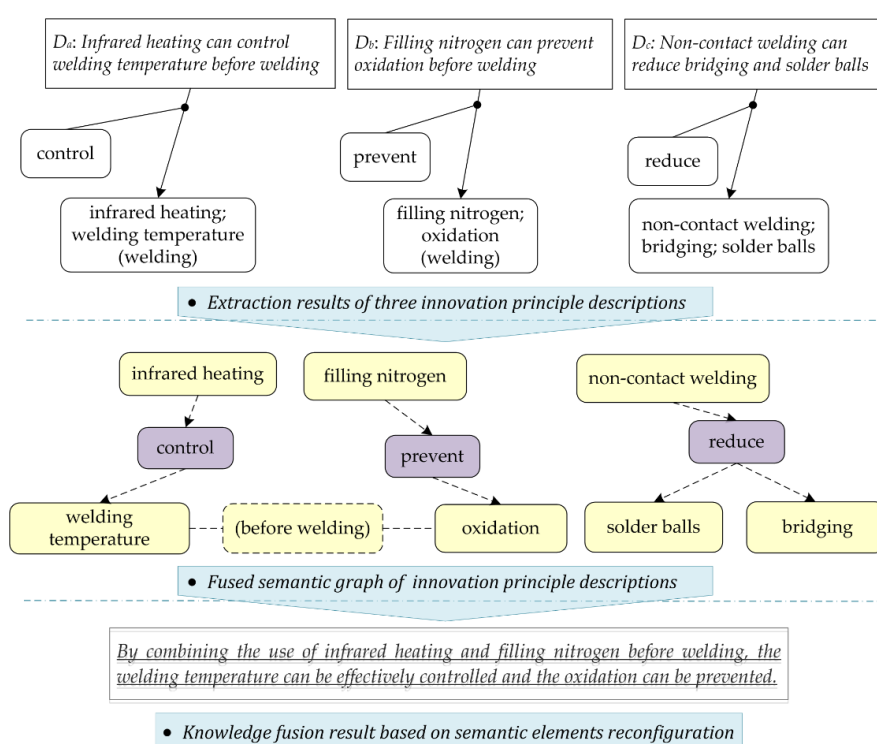 Da: Infrared heating can control
welding temperature before welding
Db: Filling nitrogen can prevent
oxidation before welding
Dc: Non-contact welding can
reduce bridging and solder balls
control
prevent
reduce
infrared heating;
welding temperature
(welding)
filling nitrogen;
oxidation
(welding)
non-contact welding;
bridging; solder balls
● Extraction results of three innovation principle descriptions
infrared heating
filling nitrogen
non-contact welding
control
prevent
reduce
welding
temperature
(before welding)
oxidation
solder balls
bridging
● Fused semantic graph of innovation principle descriptions
By combining the use of infrared heating and filling nitrogen before welding, the
welding temperature can be effectively controlled and the oxidation can be prevented.
● Knowledge fusion result based on semantic elements reconfiguration